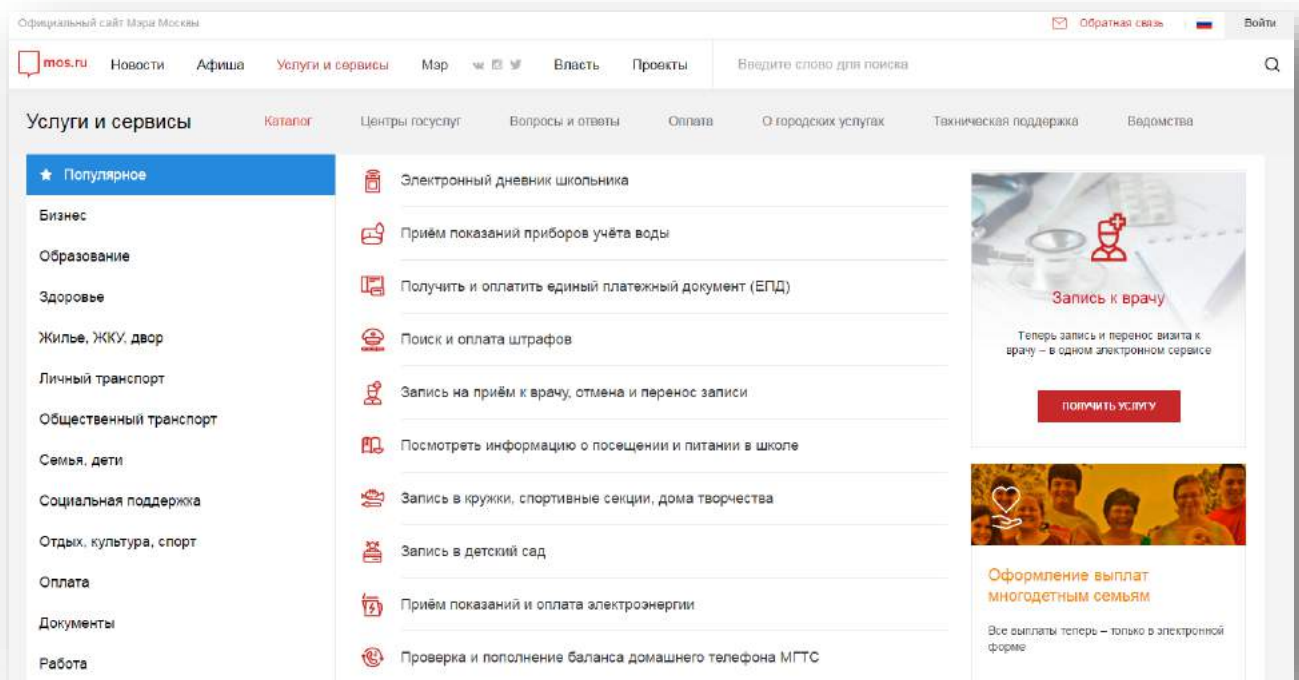 Официальный сайт Мэра Москвы
Обратная связь
Войти
mos.ru
Новости
Афиша
Услуги и сервисы
Мэр
Власть
Проекты
Введите слово для поиска
Услуги и сервисы
Каталог
Центры госуслуг
Вопросы и ответы
Оплата
О городских услугах
Техническая поддержка
Ведомства
Популярное
Бизнес
Образование
Здоровье
Жилье, ЖКУ, двор
Личный транспорт
Общественный транспорт
Семья, дети
Социальная поддержка
Отдых, культура, спорт
Оплата
Документы
Работа
Электронный дневник школьника
Приём показаний приборов учёта воды
Получить и оплатить единый платежный документ (ЕПД)
Поиск и оплата штрафов
Запись на приём к врачу, отмена и перенос записи
Посмотреть информацию о посещении и питании в школе
Запись в кружки, спортивные секции, дома творчества
Запись в детский сад
Приём показаний и оплата электроэнергии
Проверка и пополнение баланса домашнего телефона МГТС
Запись к врачу
Теперь запись и перенос визита к
врачу – в одном электронном сервисе
ПОЛУЧИТЬ УСЛУГУ
Оформление выплат
многодетным семьям
Все выплаты теперь – только в электронной
форме